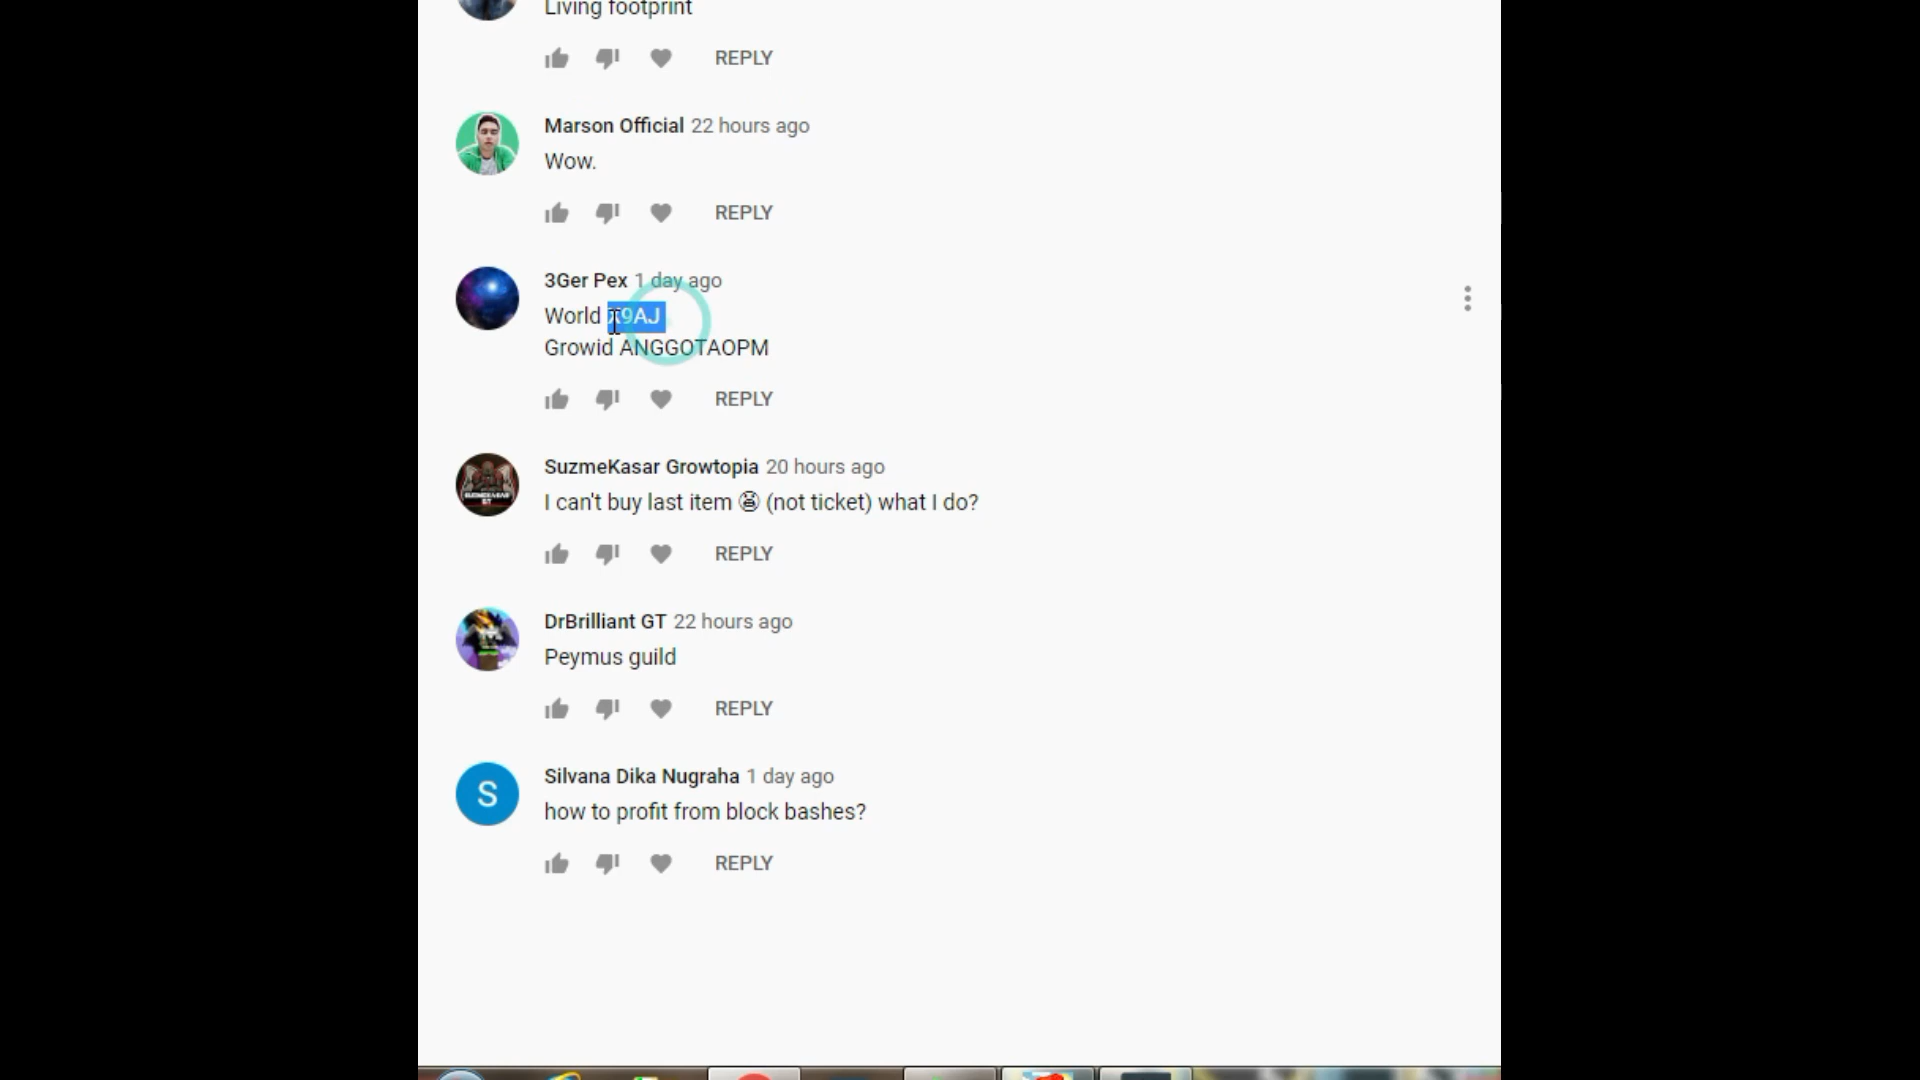 Living footprint
REPLY
Marson Official 22 hours ago
Wow.
REPLY
3Ger Pex 1 day ago
World X9AJ
Growid ANGGOTAOPM
REPLY
SuzmeKasar Growtopia 20 hours ago
I can't buy last item 😫 (not ticket) what I do?
REPLY
DrBrilliant GT 22 hours ago
Peymus guild
REPLY
S
Silvana Dika Nugraha 1 day ago
how to profit from block bashes?
REPLY